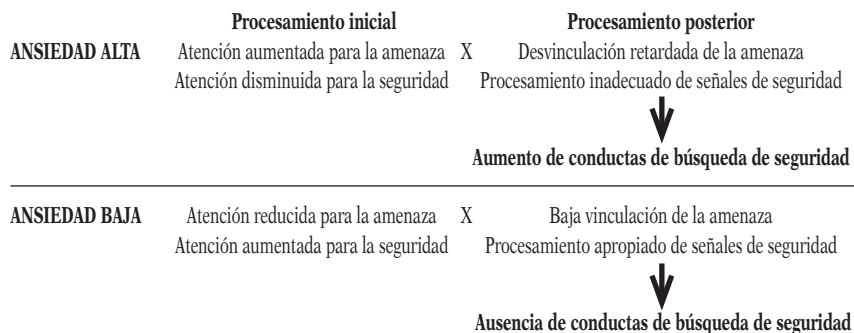 Procesamiento inicial Procesamiento posterior
ANSIEDAD ALTA Atención aumentada para la amenaza X Desvinculación retardada de la amenaza
Atención disminuida para la seguridad Procesamiento inadecuado de señales de seguridad
Aumento de conductas de búsqueda de seguridad
ANSIEDAD BAJA Atención reducida para la amenaza X Baja vinculación de la amenaza
Atención aumentada para la seguridad Procesamiento apropiado de señales de seguridad
Ausencia de conductas de búsqueda de seguridad